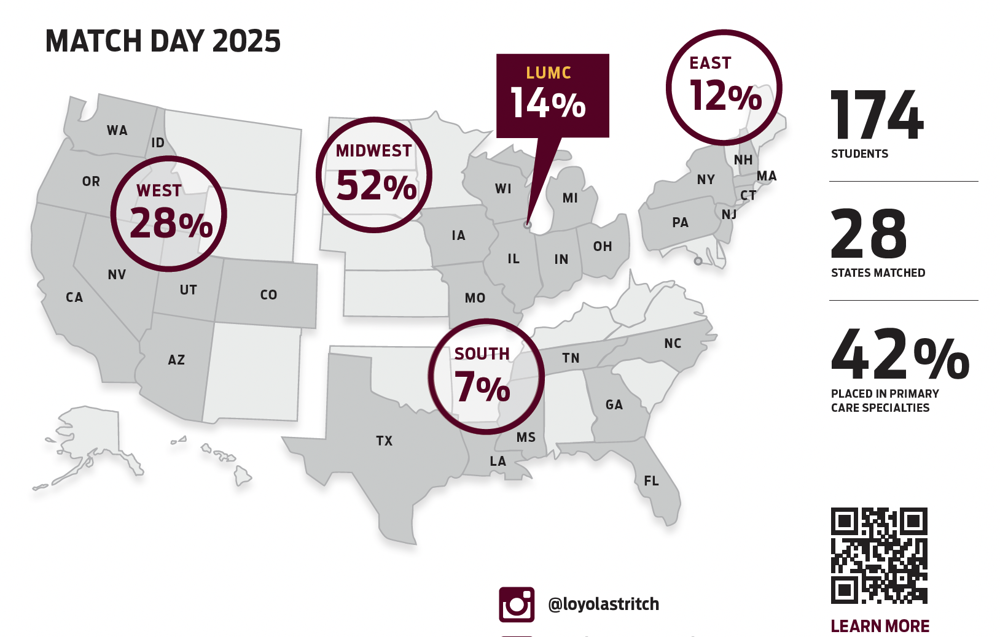 MATCH DAY 2025
LUMC
14%
EAST
12%
MIDWEST
52%
WEST
28%
SOUTH
7%
WA
ID
OR
NV
CA
UT
CO
AZ
WI
MI
IA
IL
IN
OH
MO
NY
NH
MA
CT
NJ
PA
TN
NC
GA
MS
LA
TX
FL
174
STUDENTS
28
STATES MATCHED
42%
PLACED IN PRIMARY
CARE SPECIALTIES
@loyolastritch
LEARN MORE